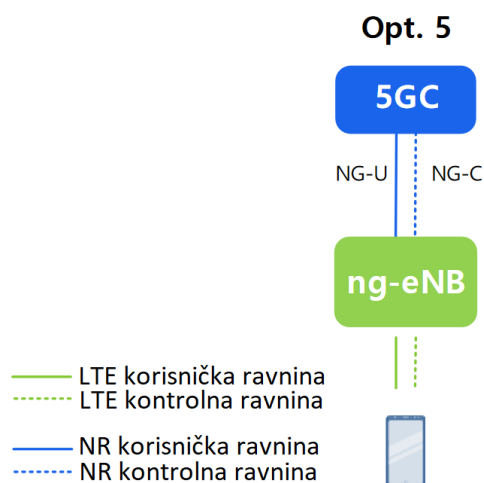 Opt. 5
5GC
NG-U
NG-C
ng-eNB
LTE korisnička ravnina
LTE kontrolna ravnina
NR korisnička ravnina
NR kontrolna ravnina